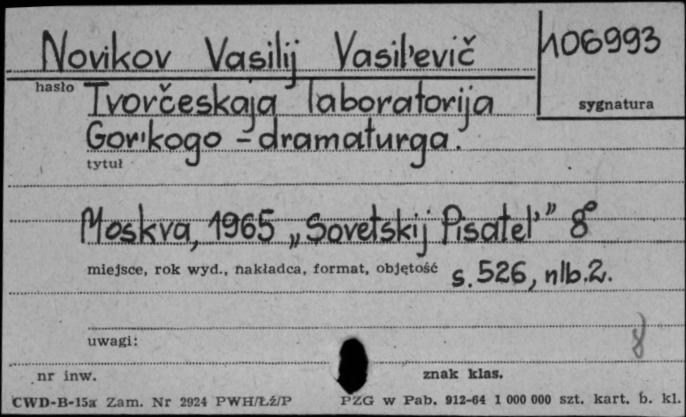 Novikov Vasilij Vasil'evič
106993
hasło
Tvorčeskaja laboratorija
sygnatura
Gor'kogo - dramaturga.
tytuł
Moskva, 1965 „Sovetskij Pisatel'” 8°
miejsce, rok wyd., nakładca, format, objętość s. 526, nlb. 2.
uwagi:
8
nr inw.
znak klas.
CWD-B-15a Zam. Nr 2924 PWH/Łź/P PZG w Pab. 912-64 1 000 000 szt. kart. b. kl.